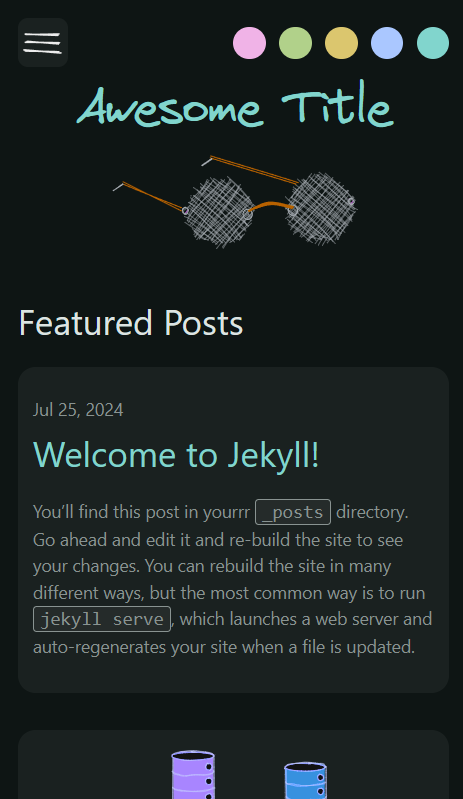 Awesome Title
Featured Posts
Jul 25, 2024
Welcome to Jekyll!
You’ll find this post in yourrr _posts directory.
Go ahead and edit it and re-build the site to see
your changes. You can rebuild the site in many
different ways, but the most common way is to run
jekyll serve, which launches a web server and
auto-regenerates your site when a file is updated.